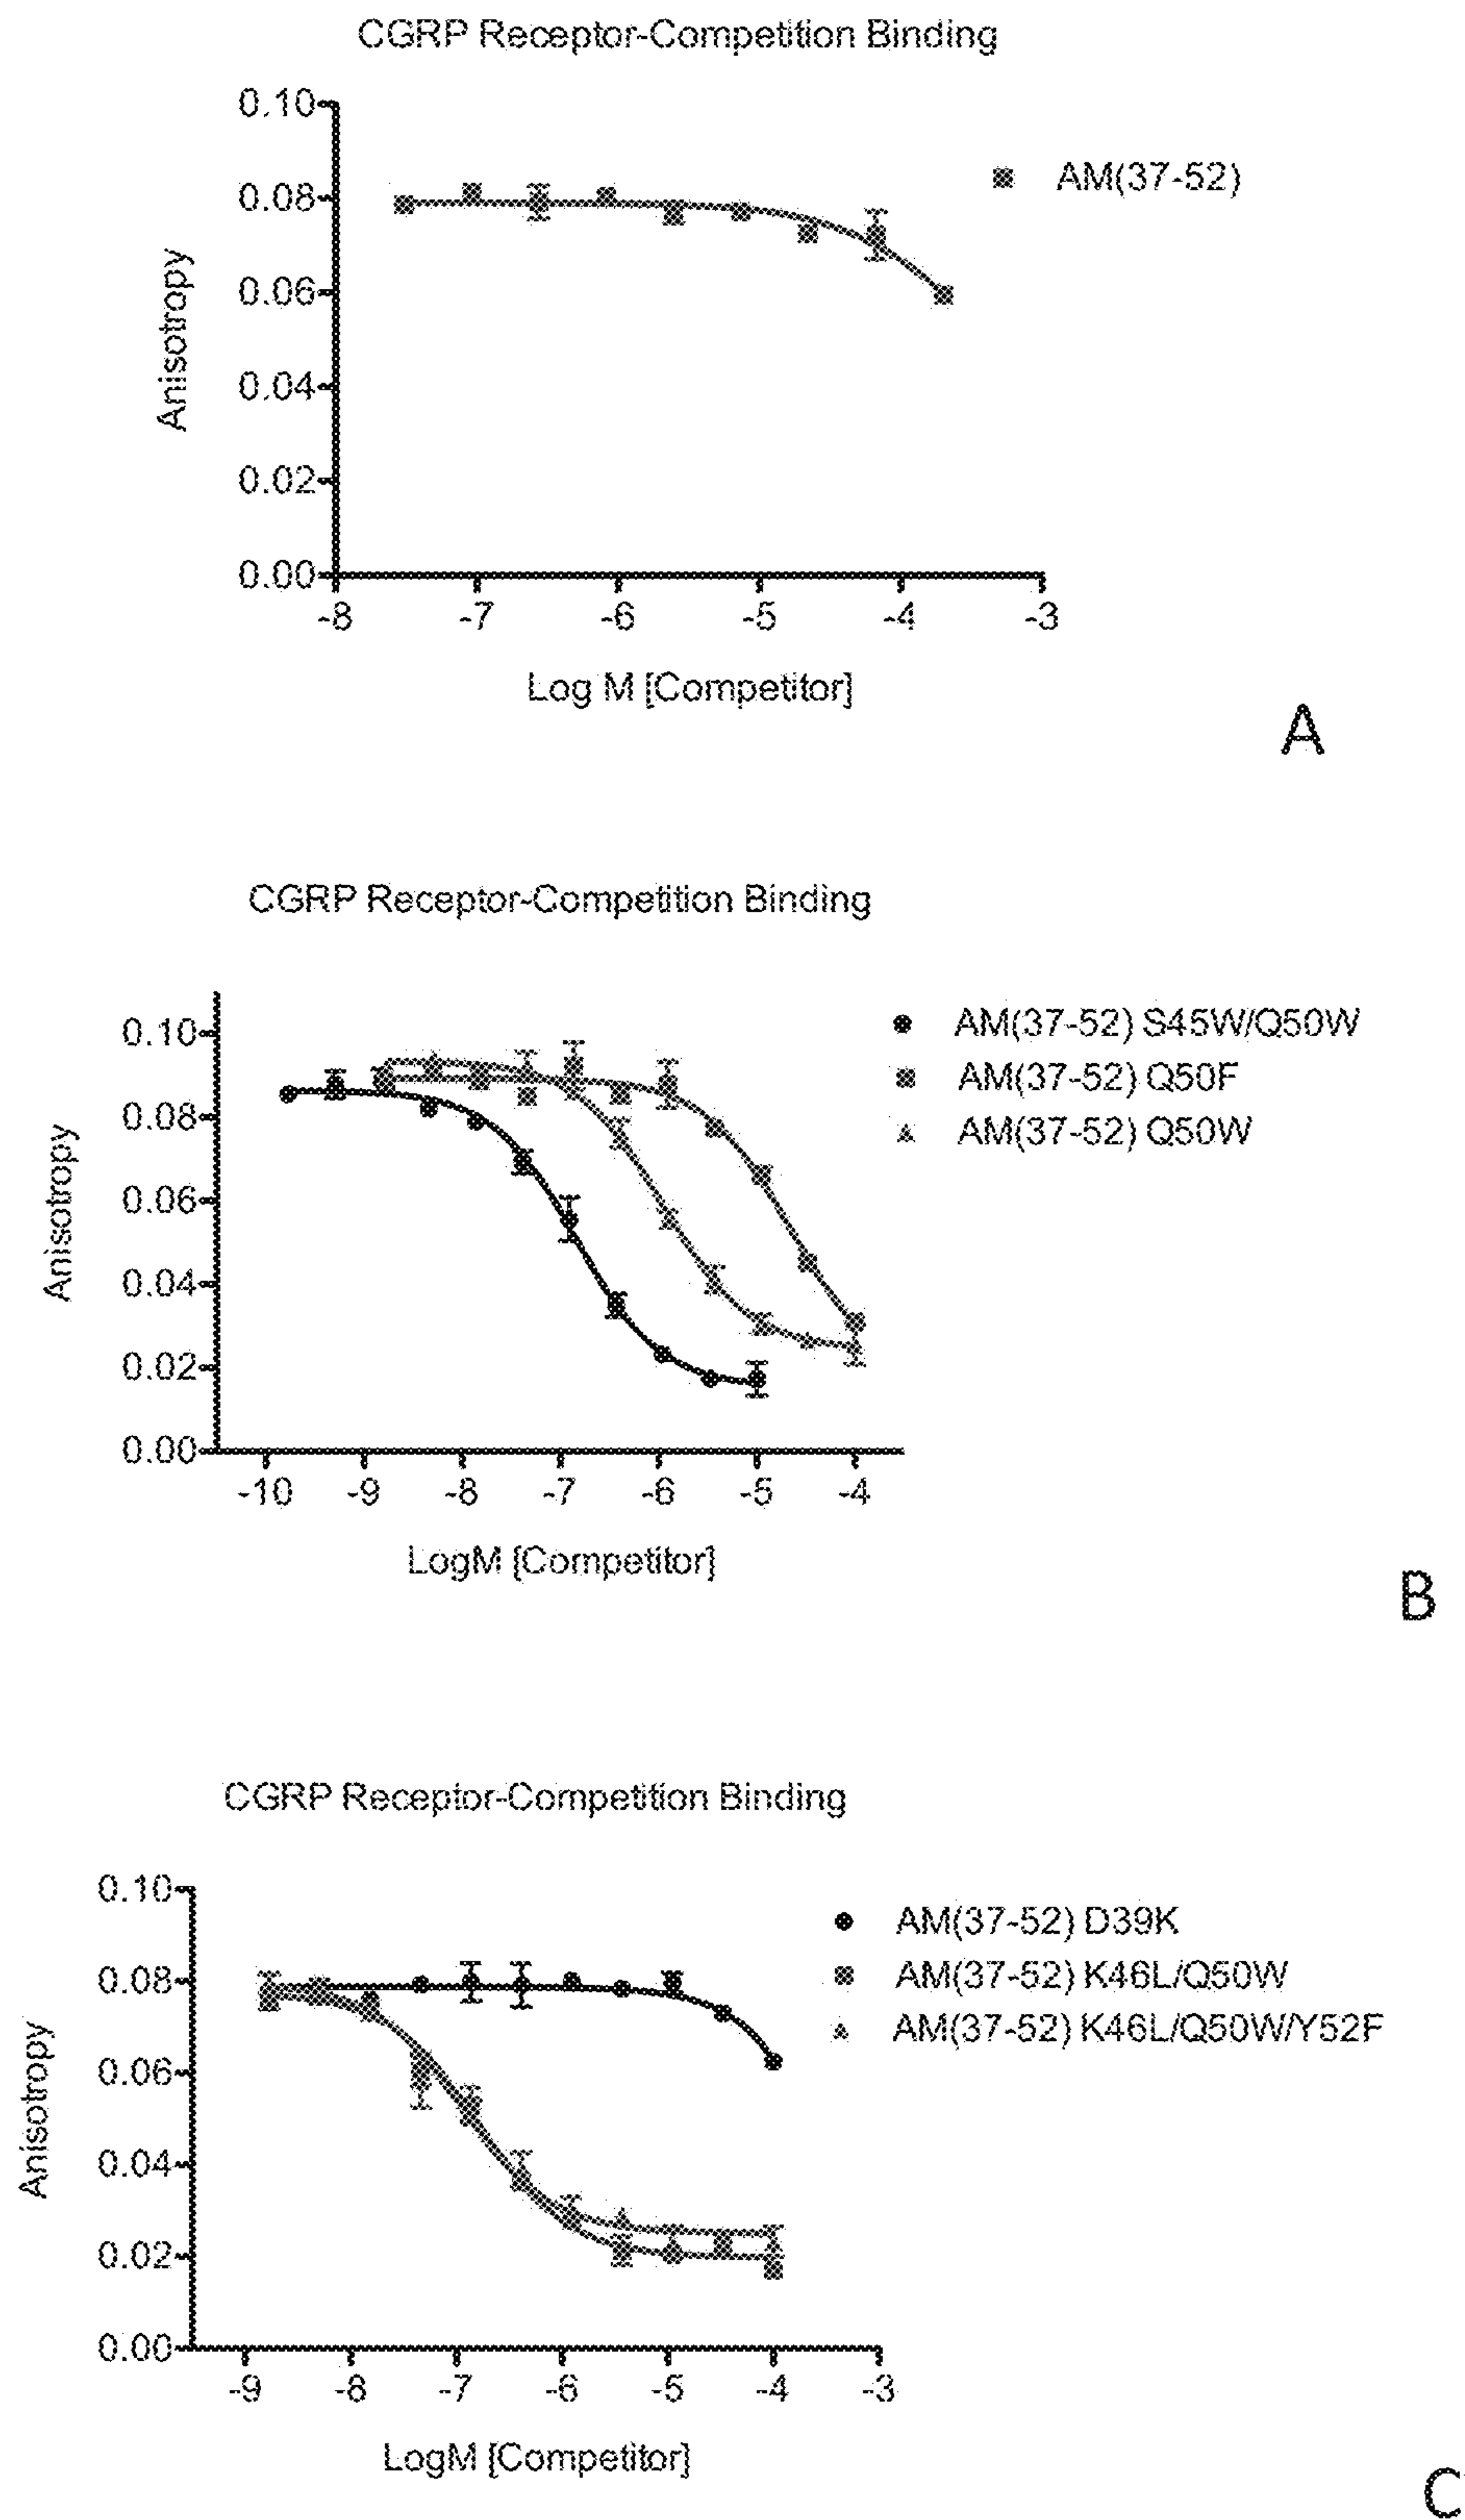 CGRP Receptor-Competition Binding
0.10
0.08
0.06
0.04
0.02
0.00
Anisotropy
AM(37-52)
-8 -7 -6 -5 -4 -3
Log M [Competitor]
A
CGRP Receptor-Competition Binding
0.10
0.08
0.06
0.04
0.02
0.00
Anisotropy
AM(37-52) S45W/Q50W
AM(37-52) Q50F
AM(37-52) Q50W
-10 -9 -8 -7 -6 -5 -4
LogM [Competitor]
B
CGRP Receptor-Competition Binding
0.10
0.08
0.06
0.04
0.02
0.00
Anisotropy
AM(37-52) D39K
AM(37-52) K46L/Q50W
AM(37-52) K46L/Q50W/Y52F
-9 -8 -7 -6 -5 -4 -3
LogM [Competitor]
C